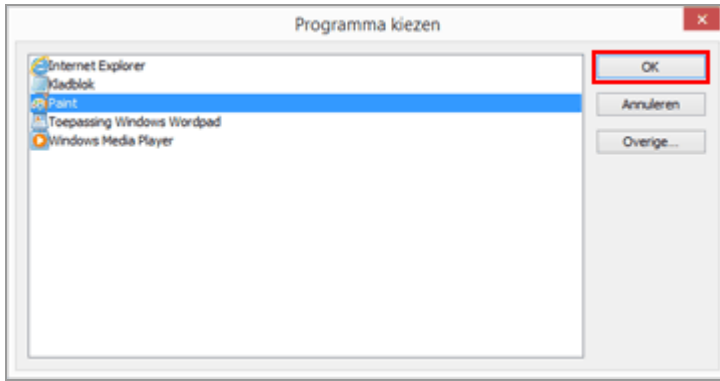 Programma kiezen
Internet Explorer
Kladblok
Paint
Toepassing Windows Wordpad
Windows Media Player
OK
Annuleren
Overige...